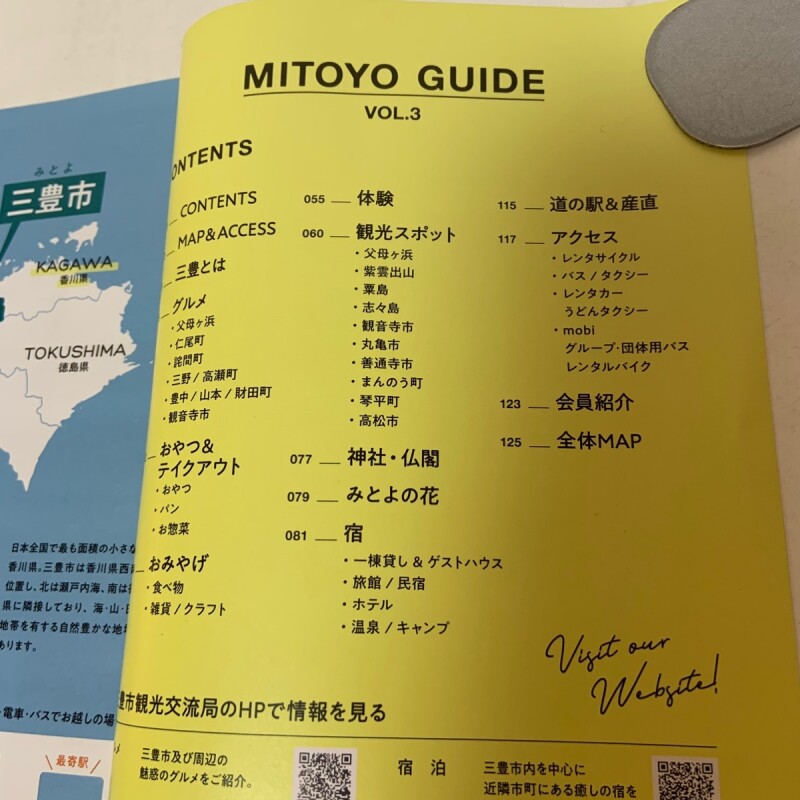 みとよ
三豊市
KAGAWA
香川県
TOKUSHIMA
徳島県
日本全国で最も面積の小さな
香川県。三豊市は香川県西
位置し、北は瀬戸内海、南は
県に隣接しており、海・山・
地帯を有する自然豊かな地
あります。
電車・バスでお越しの場
最寄駅
MITOYO GUIDE
VOL.3
ONTENTS
CONTENTS
MAP&ACCESS
三豊とは
グルメ
・父母ヶ浜
・仁尾町
・詫間町
・三野 / 高瀬町
・豊中 / 山本 / 財田町
・観音寺市
おやつ&
テイクアウト
・おやつ
・パン
・お惣菜
おみやげ
・食べ物
・雑貨 / クラフト
055 体験
060 観光スポット
・父母ヶ浜
・紫雲出山
・粟島
・志々島
・観音寺市
・丸亀市
・善通寺市
・まんのう町
・琴平町
・高松市
077 神社・仏閣
079 みとよの花
081 宿
・一棟貸し & ゲストハウス
・旅館 / 民宿
・ホテル
・温泉 / キャンプ
115 道の駅&産直
117 アクセス
・レンタサイクル
・バス / タクシー
・レンタカー
うどんタクシー
・mobi
グループ・団体用バス
レンタルバイク
123 会員紹介
125 全体MAP
Visit our
Website!
豊市観光交流局のHPで情報を見る
三豊市及び周辺の
魅惑のグルメをご紹介。
宿 泊
三豊市内を中心に
近隣市町にある癒しの宿を